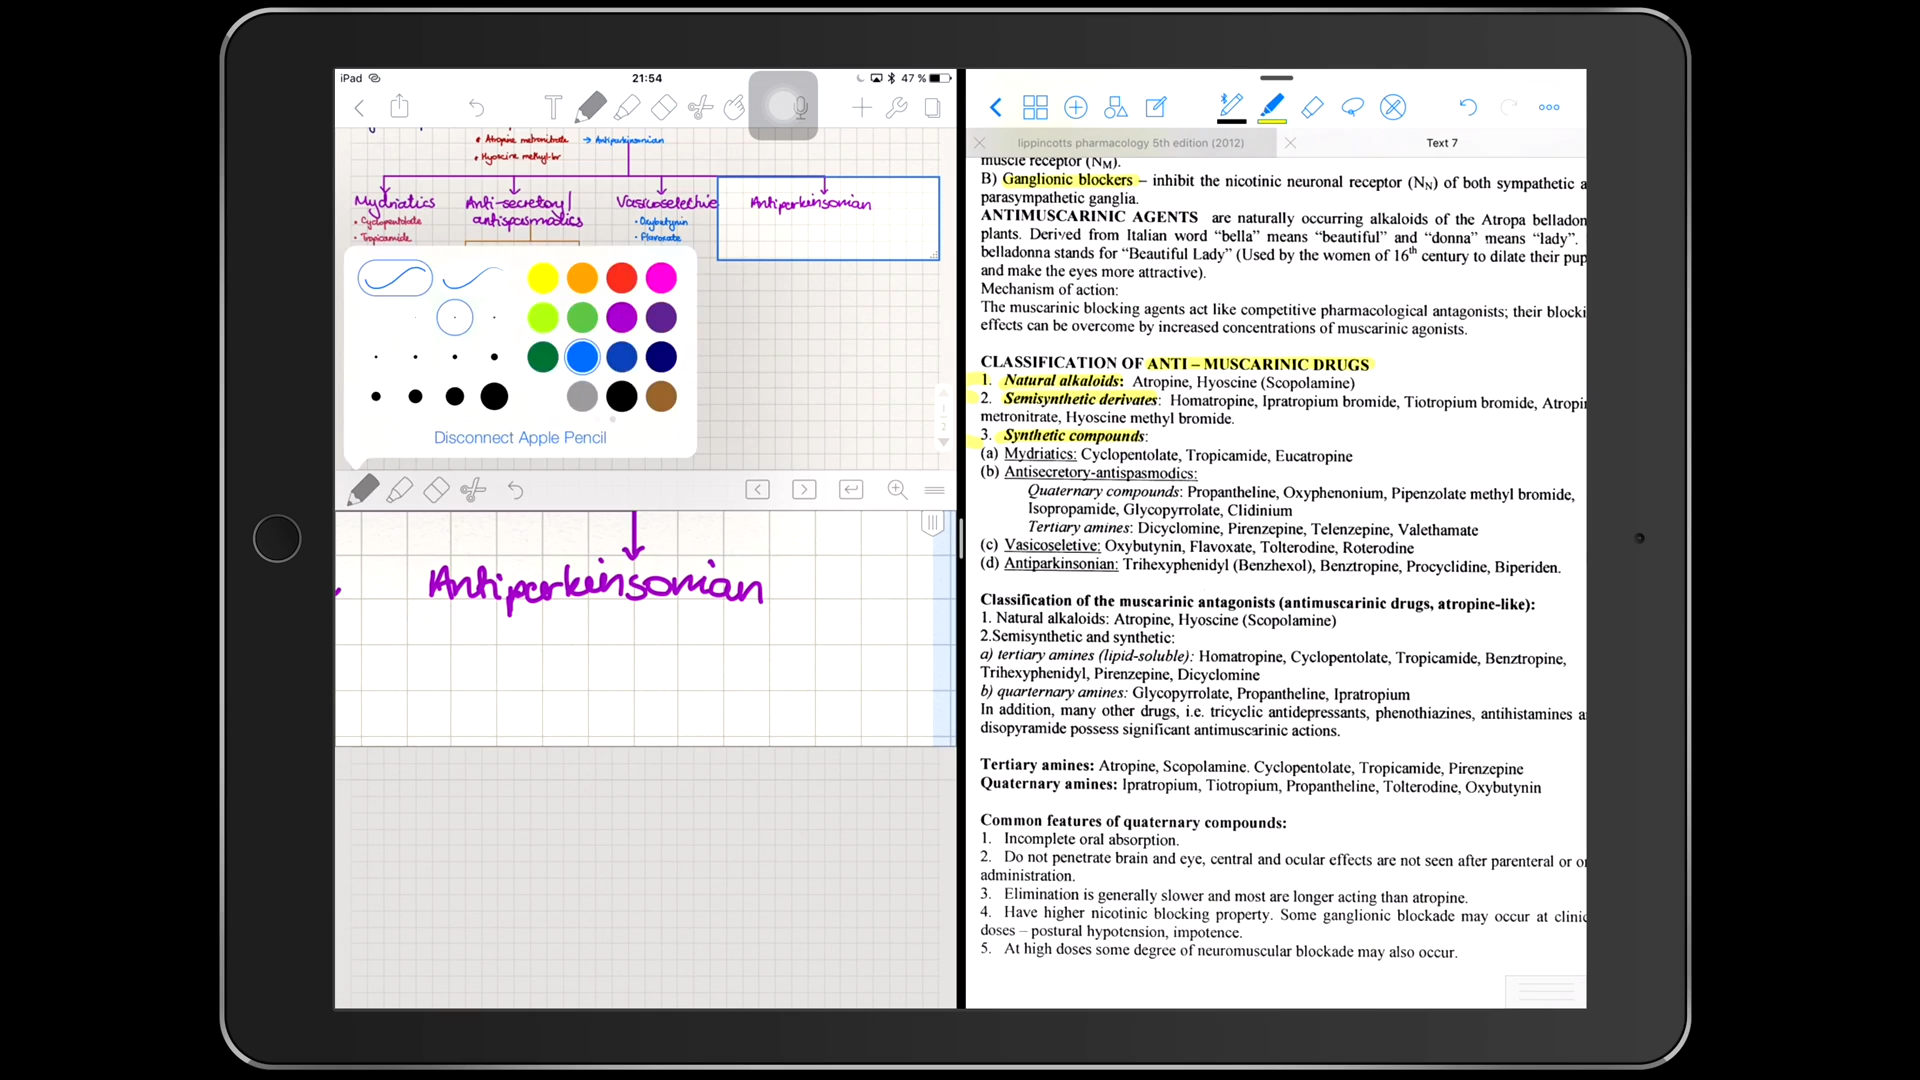 iPad
21:54
47 %
T
• Atropine metronitrate → Antiparkinsonian
• Hyoscine methyl-br
Mydriatics Anti-secretory/ Vasicoselective Antiparkinsonian
antispasmodics
• Cyclopentolate • Oxybutynin
• Tropicamide • Flavoxate
Disconnect Apple Pencil
1
2
Antiparkinsonian
lippincotts pharmacology 5th edition (2012)
Text 7
muscle receptor (NM).
B) Ganglionic blockers – inhibit the nicotinic neuronal receptor (NN) of both sympathetic a
parasympathetic ganglia.
ANTIMUSCARINIC AGENTS are naturally occurring alkaloids of the Atropa belladon
plants. Derived from Italian word “bella” means “beautiful” and “donna” means “lady”.
belladonna stands for “Beautiful Lady” (Used by the women of 16th century to dilate their pup
and make the eyes more attractive).
Mechanism of action:
The muscarinic blocking agents act like competitive pharmacological antagonists; their blocki
effects can be overcome by increased concentrations of muscarinic agonists.
CLASSIFICATION OF ANTI – MUSCARINIC DRUGS
1. Natural alkaloids: Atropine, Hyoscine (Scopolamine)
2. Semisynthetic derivates: Homatropine, Ipratropium bromide, Tiotropium bromide, Atropin
metronitrate, Hyoscine methyl bromide.
3. Synthetic compounds:
(a) Mydriatics: Cyclopentolate, Tropicamide, Eucatropine
(b) Antisecretory-antispasmodics:
Quaternary compounds: Propantheline, Oxyphenonium, Pipenzolate methyl bromide,
Isopropamide, Glycopyrrolate, Clidinium
Tertiary amines: Dicyclomine, Pirenzepine, Telenzepine, Valethamate
(c) Vasicoseletive: Oxybutynin, Flavoxate, Tolterodine, Roterodine
(d) Antiparkinsonian: Trihexyphenidyl (Benzhexol), Benztropine, Procyclidine, Biperiden.
Classification of the muscarinic antagonists (antimuscarinic drugs, atropine-like):
1. Natural alkaloids: Atropine, Hyoscine (Scopolamine)
2.Semisynthetic and synthetic:
a) tertiary amines (lipid-soluble): Homatropine, Cyclopentolate, Tropicamide, Benztropine,
Trihexyphenidyl, Pirenzepine, Dicyclomine
b) quarternary amines: Glycopyrrolate, Propantheline, Ipratropium
In addition, many other drugs, i.e. tricyclic antidepressants, phenothiazines, antihistamines a
disopyramide possess significant antimuscarinic actions.
Tertiary amines: Atropine, Scopolamine. Cyclopentolate, Tropicamide, Pirenzepine
Quaternary amines: Ipratropium, Tiotropium, Propantheline, Tolterodine, Oxybutynin
Common features of quaternary compounds:
1. Incomplete oral absorption.
2. Do not penetrate brain and eye, central and ocular effects are not seen after parenteral or o
administration.
3. Elimination is generally slower and most are longer acting than atropine.
4. Have higher nicotinic blocking property. Some ganglionic blockade may occur at clinic
doses – postural hypotension, impotence.
5. At high doses some degree of neuromuscular blockade may also occur.